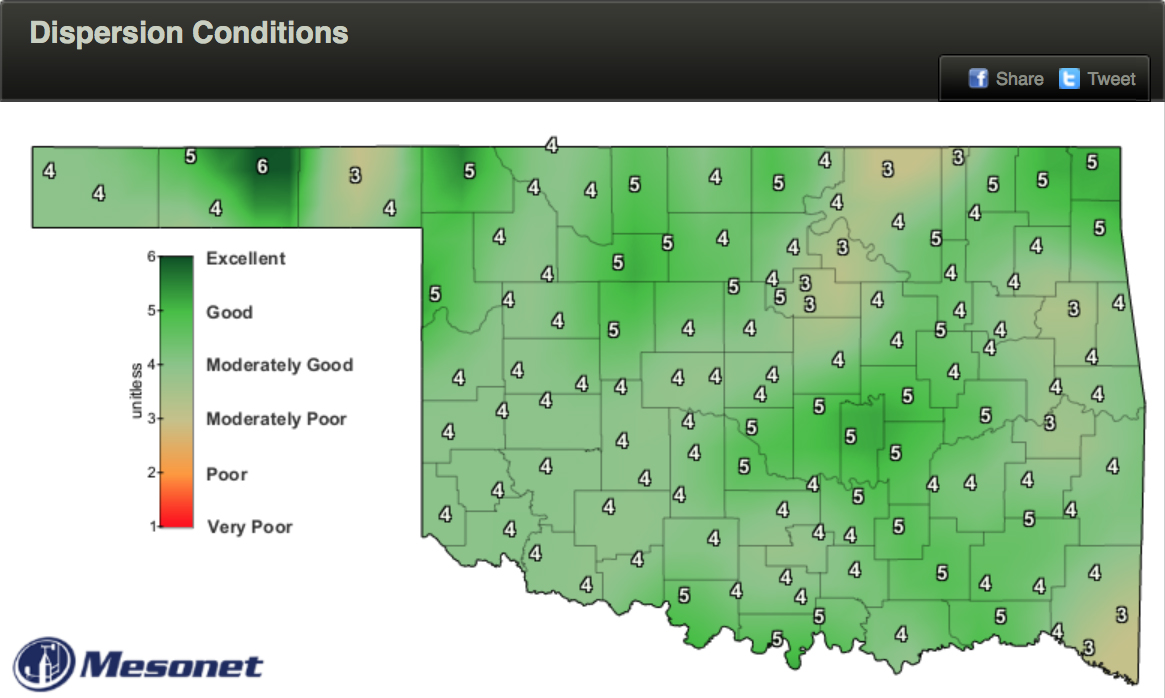 Dispersion Conditions
Share Tweet
4
5 6 3 5 4 4 5 4 5 4 3 3 5 5 5
4 4 4 4 4 4 5
4 5 5 4 4 3 4 5 4
5 4 4 5 4 5 3 3 4 4 4 3 4
4 5 4 4 4 5 4 4 4
4 4 4 4 4 4 4 4 4 5 4 4 4
4 4 4 4 5 5 5 5 5 3
4 4 4 4 5 4 4 4 4 4
4 4 4 4 4 4 5 5 5 4
4 4 4 4 4 4 5 4 4 4
4 5 4 4 5 4 5 4 3
5 3
6 Excellent
5 Good
4 Moderately Good
unitless
3 Moderately Poor
2 Poor
1 Very Poor
Mesonet